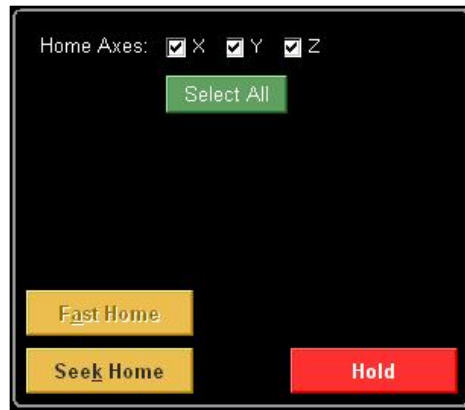 Home Axes: X Y Z
Select All
Fast Home
Seek Home
Hold